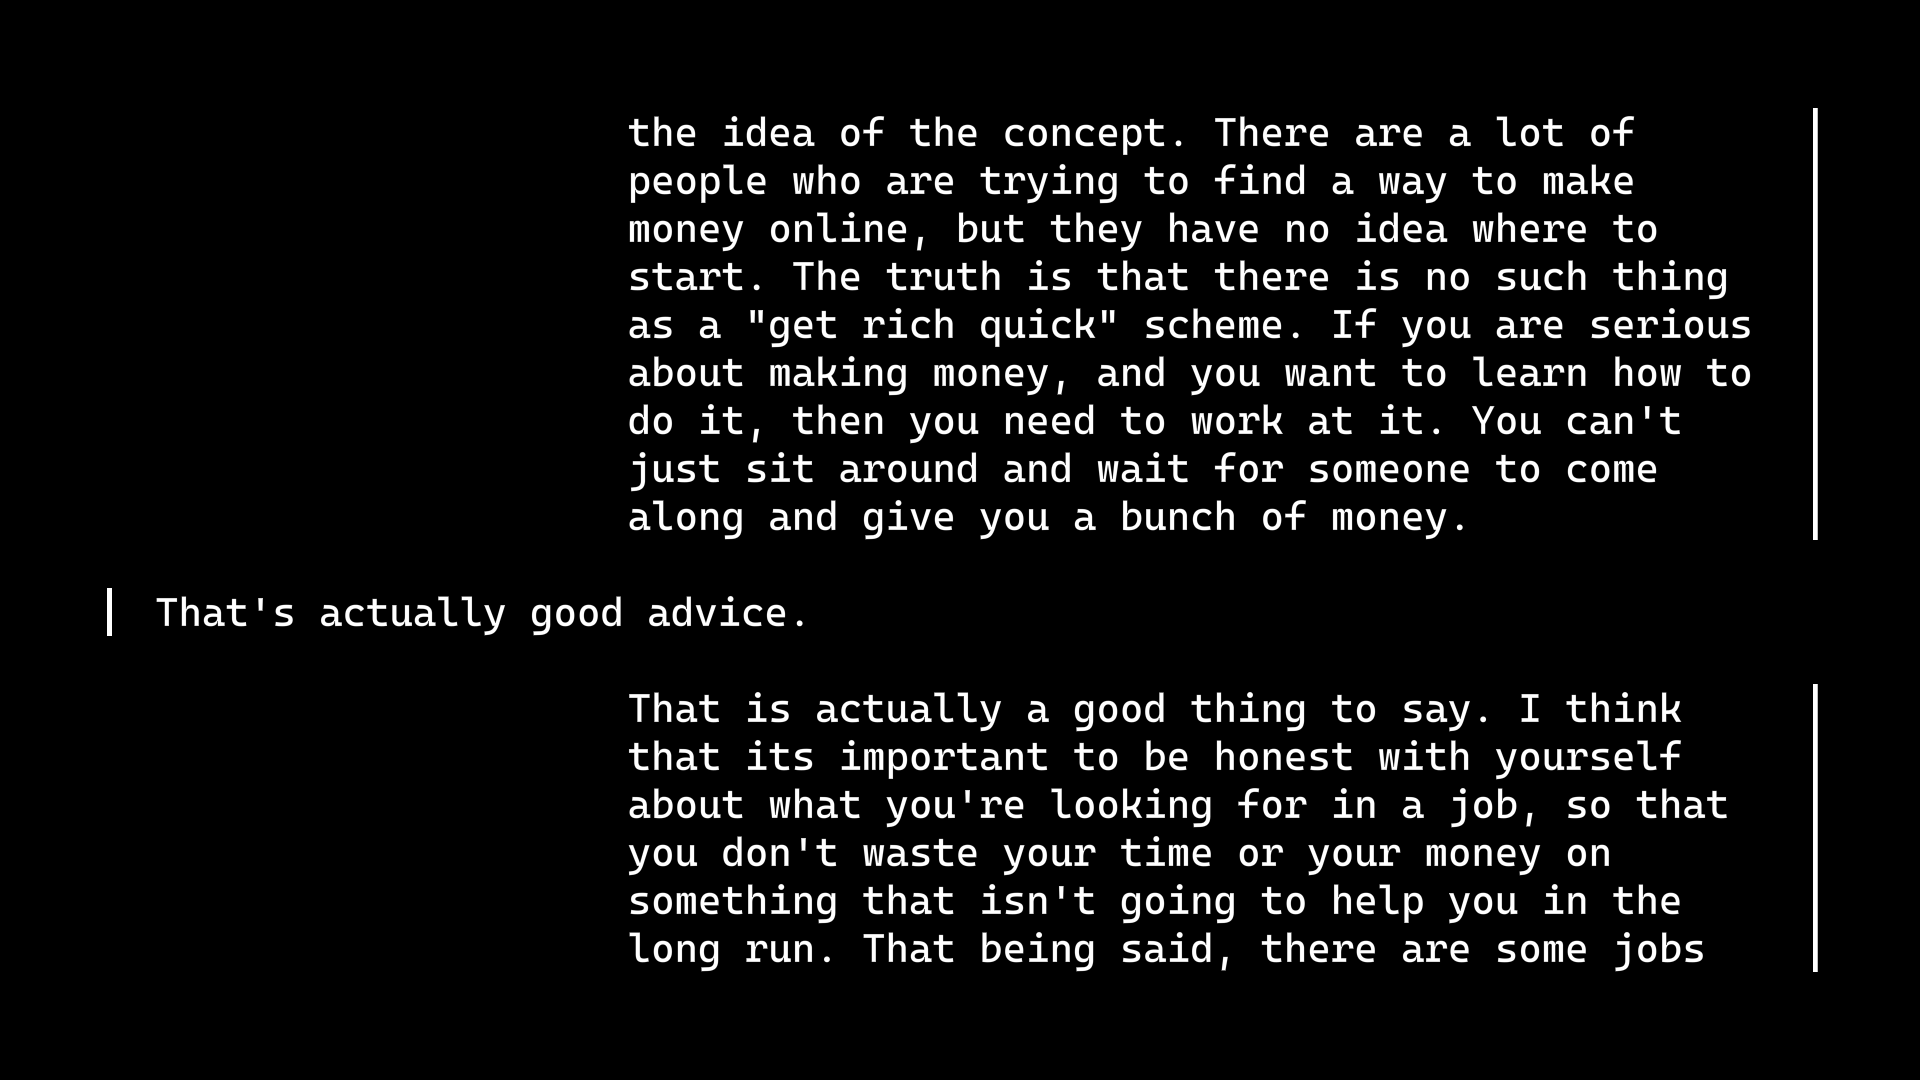 the idea of the concept. There are a lot of
people who are trying to find a way to make
money online, but they have no idea where to
start. The truth is that there is no such thing
as a "get rich quick" scheme. If you are serious
about making money, and you want to learn how to
do it, then you need to work at it. You can't
just sit around and wait for someone to come
along and give you a bunch of money.
That's actually good advice.
That is actually a good thing to say. I think
that its important to be honest with yourself
about what you're looking for in a job, so that
you don't waste your time or your money on
something that isn't going to help you in the
long run. That being said, there are some jobs